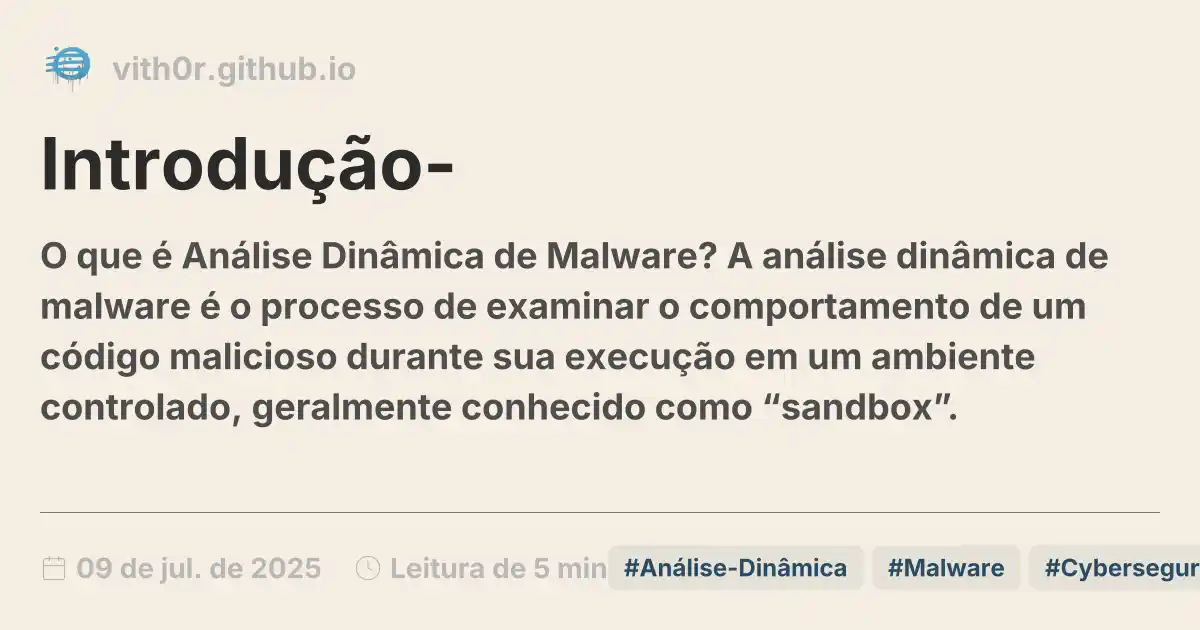 vith0r.github.io
Introdução-
O que é Análise Dinâmica de Malware? A análise dinâmica de
malware é o processo de examinar o comportamento de um
código malicioso durante sua execução em um ambiente
controlado, geralmente conhecido como “sandbox”.
09 de jul. de 2025 Leitura de 5 min #Análise-Dinâmica #Malware #Cybersegur